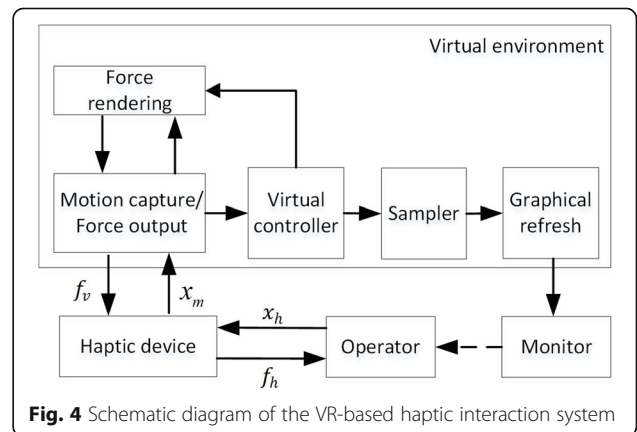 Virtual environment
Force
rendering
Motion capture/
Force output
Virtual
controller
Sampler
Graphical
refresh
f_v
x_m
Haptic device
x_h
f_h
Operator
Monitor
Fig. 4 Schematic diagram of the VR-based haptic interaction system